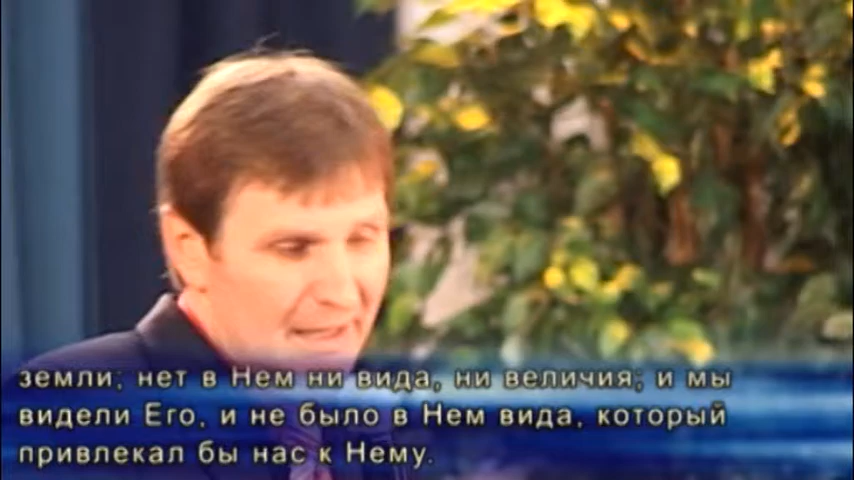 земли; нет в Нем ни вида, ни величия; и мы
видели Его, и не было в Нем вида, который
привлекал бы нас к Нему.